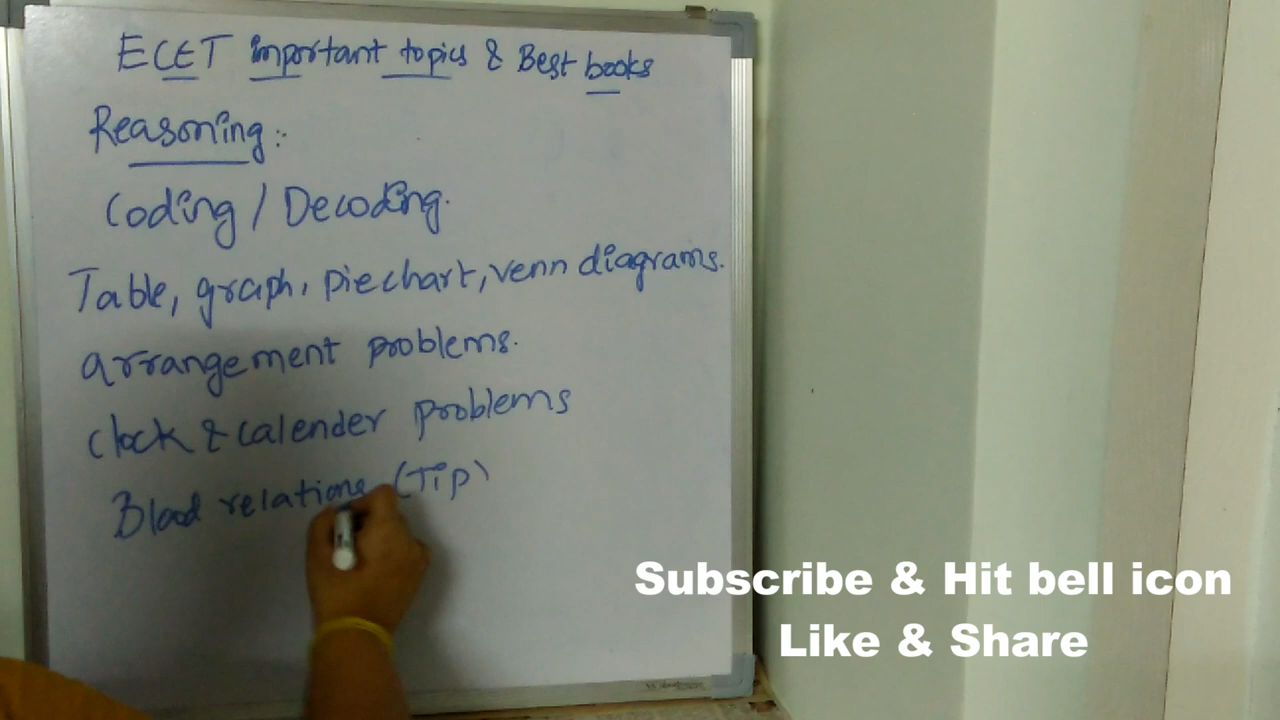 ECET important topics & Best books
Reasoning:
Coding / Decoding.
Table, graph, Piechart, venn diagrams.
arrangement problems.
Clock & calender problems
Blood relations (Tip)
Subscribe & Hit bell icon
Like & Share